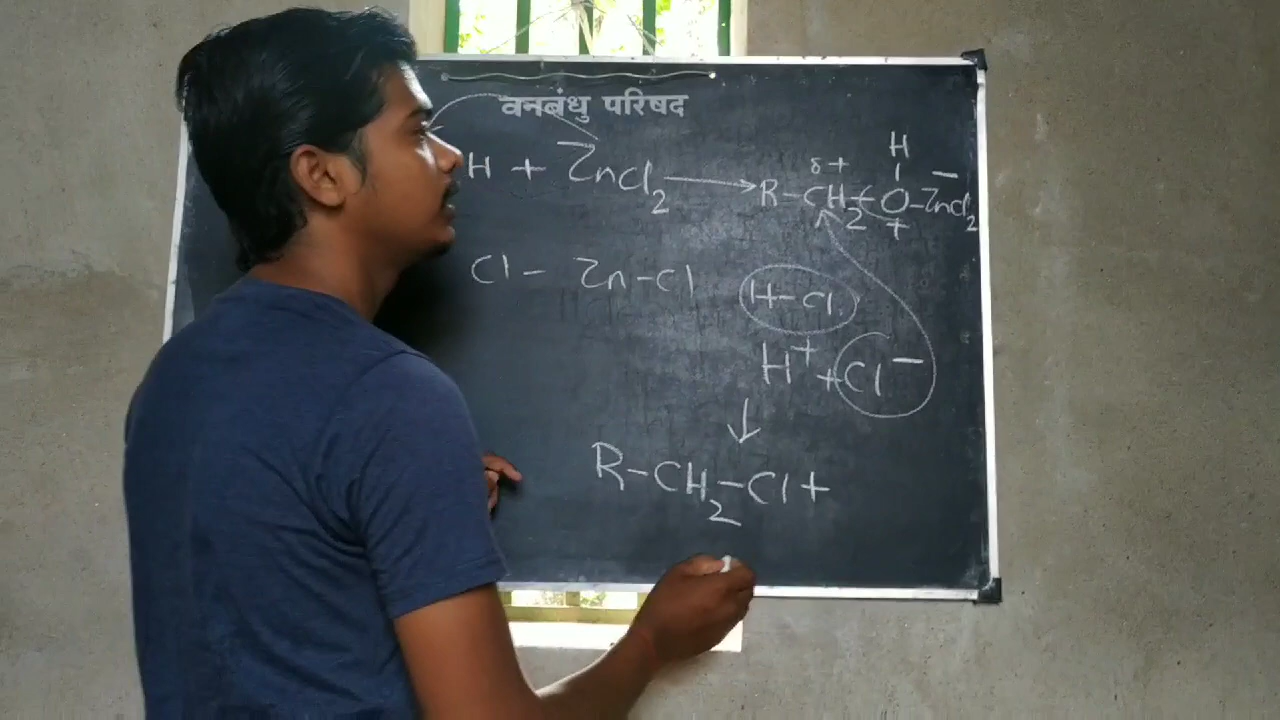 वनबंधु परिषद
H + ZnCl₂ ⟶ R-CH₂-O-ZnCl₂
δ+ H − +
Cl - Zn-Cl H-Cl
H⁺ + Cl⁻
↓
R-CH₂-Cl +